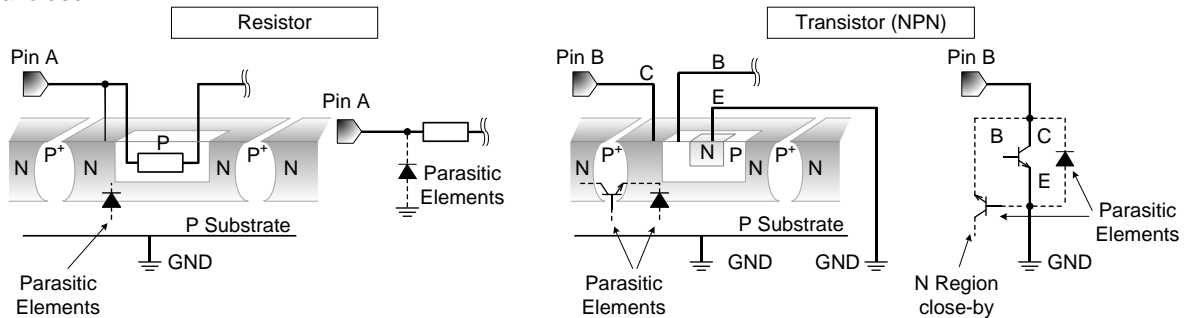 Resistor
Transistor (NPN)
Pin A
Pin A
N
P+
N
P
N
P+
N
Parasitic
Elements
P Substrate
GND
Parasitic
Elements
Pin B
C
B
E
N
P+
N
N
P
N
P+
N
P Substrate
GND
GND
Parasitic
Elements
Pin B
B
C
E
Parasitic
Elements
GND
N Region
close-by